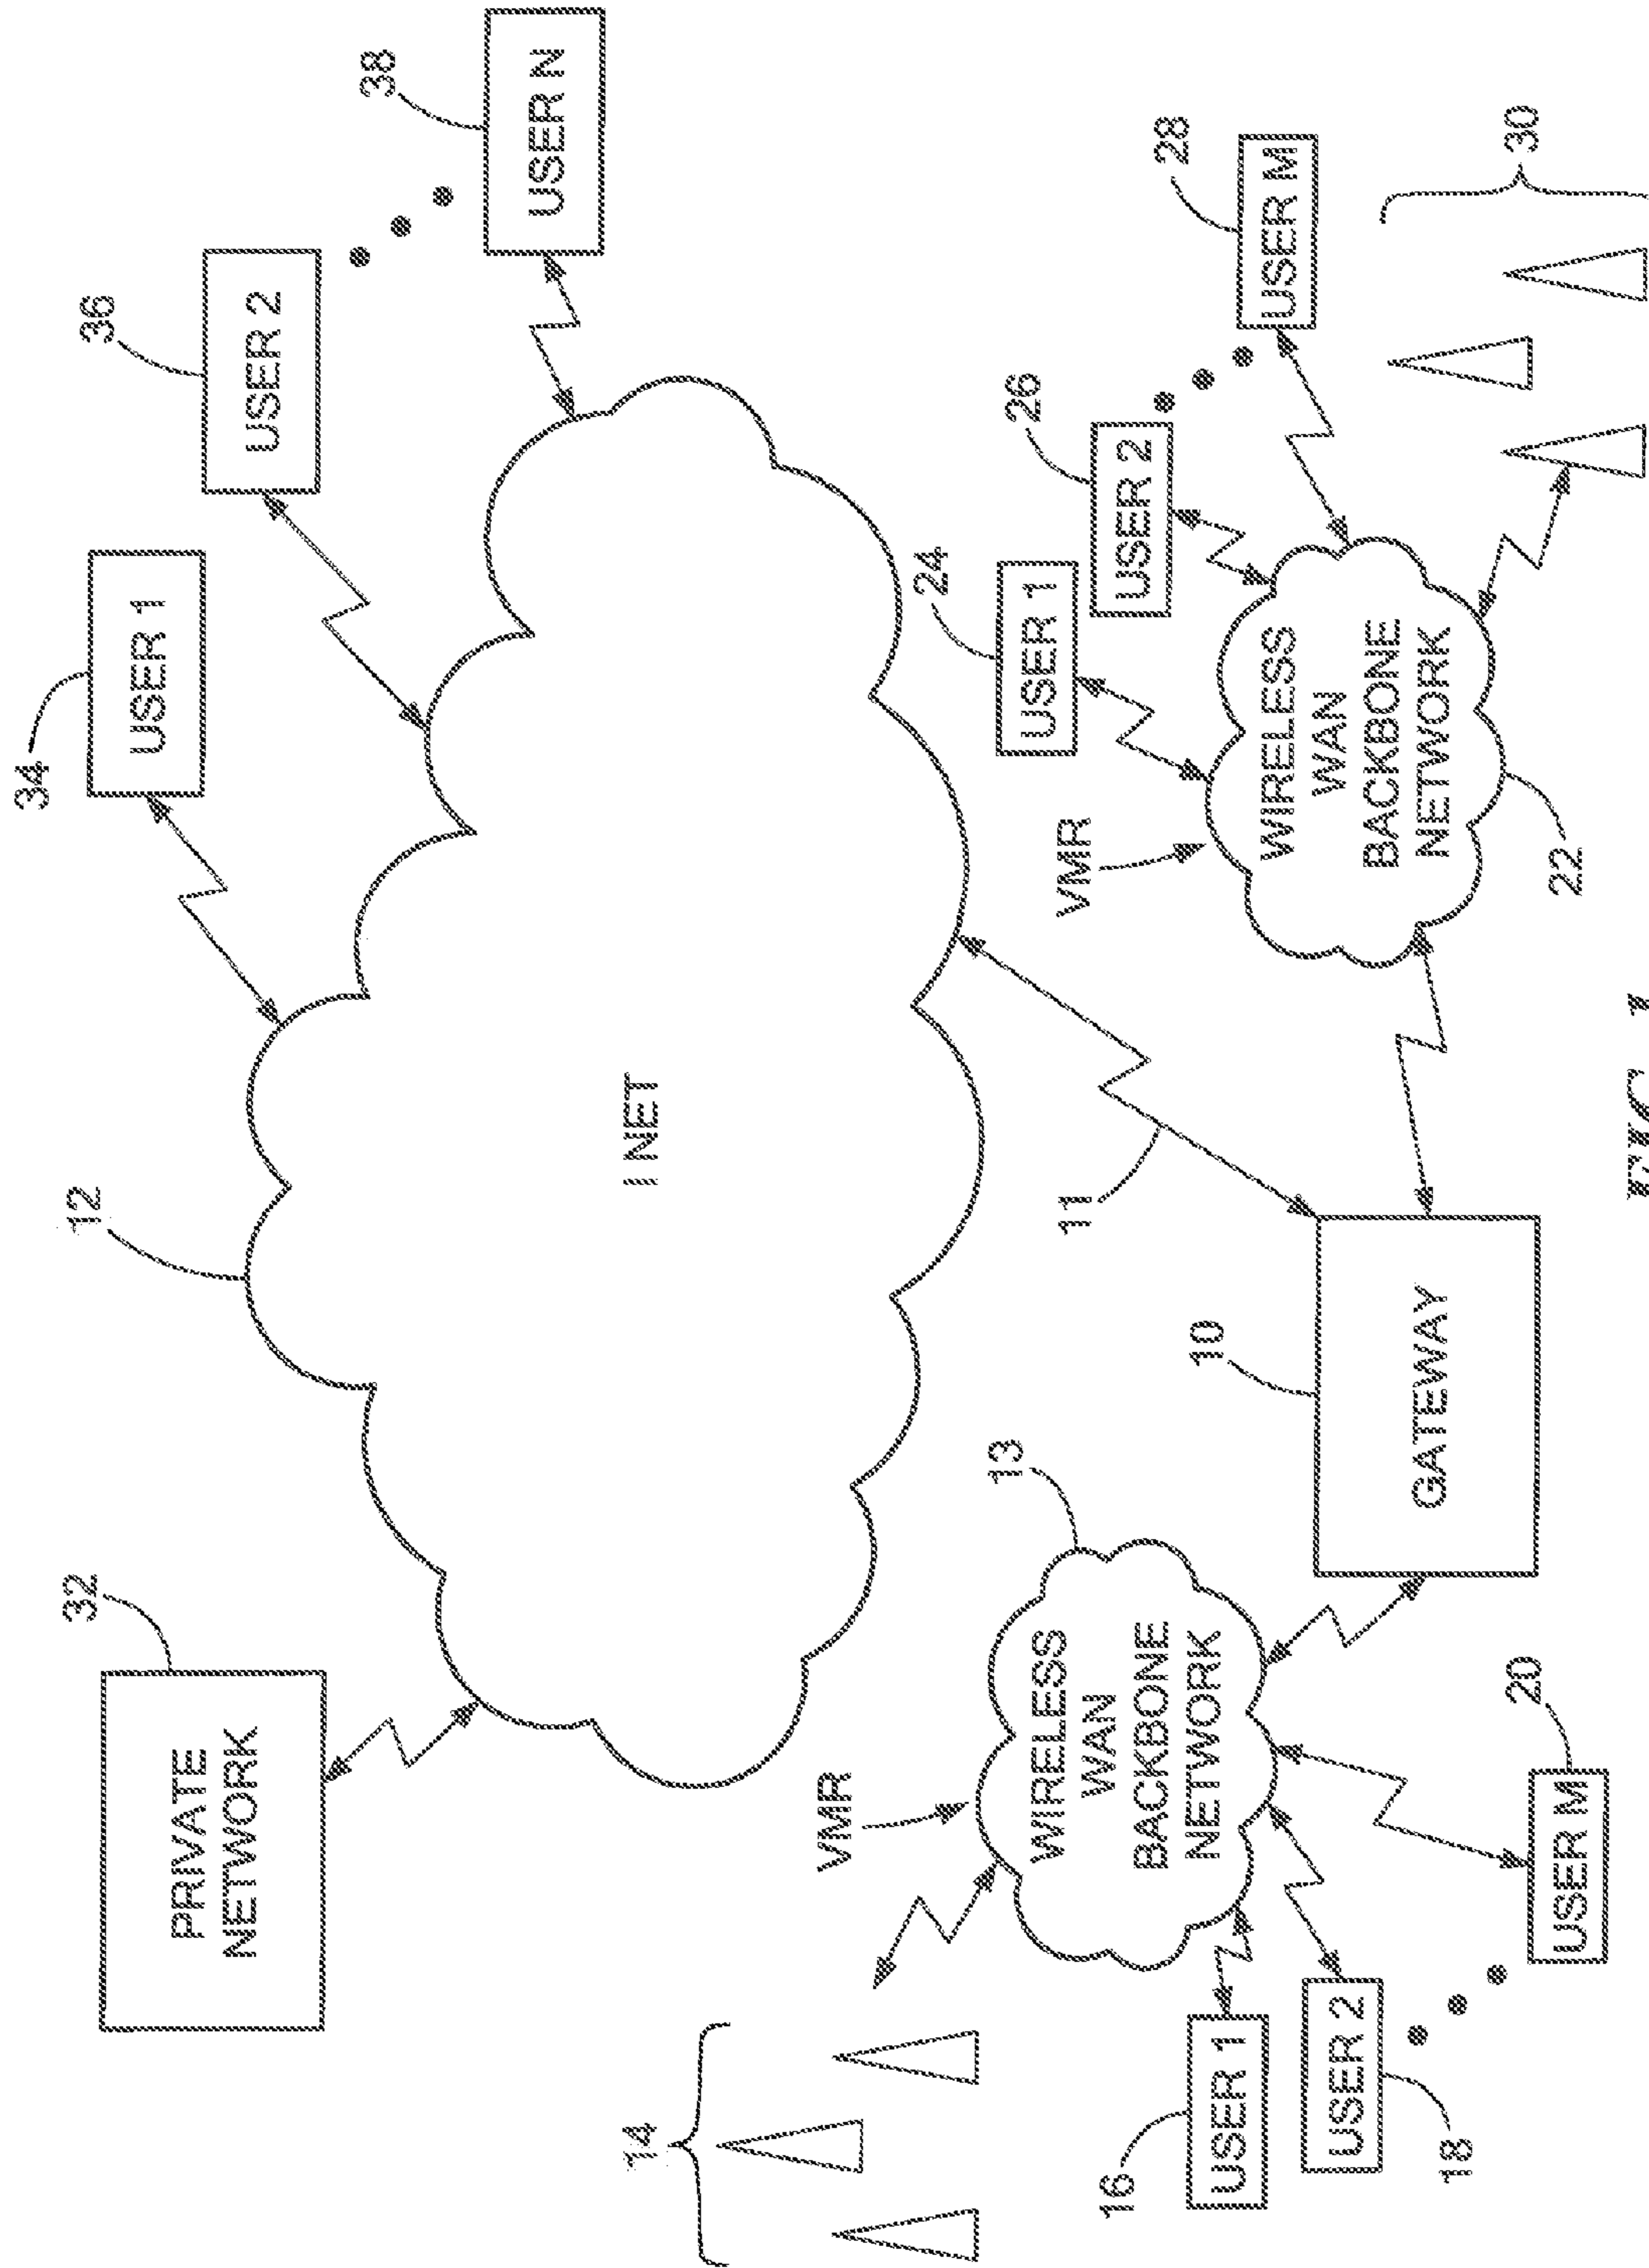 32
PRIVATE
NETWORK
12
34
USER 1
36
USER 2
38
USER N
I NET
14
VMR
13
WIRELESS
WAN
BACKBONE
NETWORK
16
USER 1
18
USER 2
20
USER M
10
GATEWAY
11
VMR
24
USER 1
26
USER 2
28
USER M
WIRELESS
WAN
BACKBONE
NETWORK
22
30